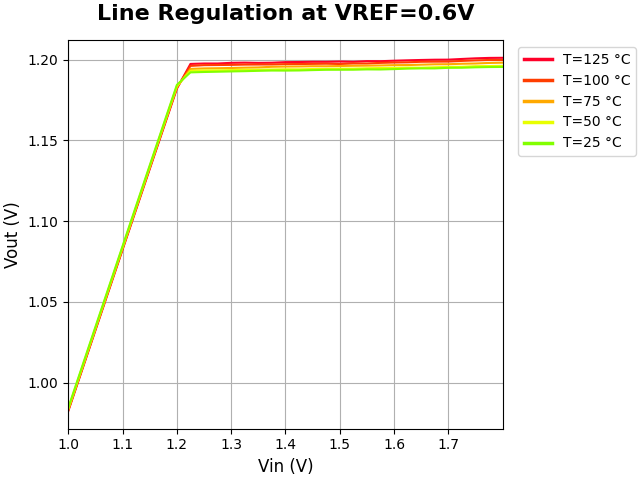 Line Regulation at VREF=0.6V
1.20
1.15
1.10
1.05
1.00
Vout (V)
1.0 1.1 1.2 1.3 1.4 1.5 1.6 1.7
Vin (V)
T=125 °C
T=100 °C
T=75 °C
T=50 °C
T=25 °C